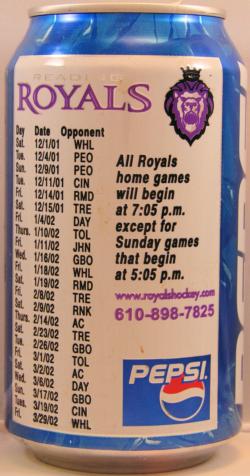 READING
ROYALS
Day Date Opponent
Sat. 12/1/01 WHL
Tue. 12/4/01 PEO
Sun. 12/9/01 PEO
Tue. 12/11/01 CIN
Fri. 12/14/01 RMD
Sat. 12/15/01 TRE
Fri. 1/4/02 DAY
Thurs. 1/10/02 TOL
Fri. 1/11/02 JHN
Wed. 1/16/02 GBO
Fri. 1/18/02 WHL
Sat. 1/19/02 RMD
Fri. 2/8/02 TRE
Sat. 2/9/02 RNK
Thurs. 2/14/02 AC
Sat. 2/23/02 TRE
Tue. 2/26/02 GBO
Fri. 3/1/02 TOL
Sat. 3/2/02 AC
Wed. 3/6/02 DAY
Sun. 3/17/02 GBO
Tue. 3/19/02 CIN
Fri. 3/29/02 WHL
All Royals
home games
will begin
at 7:05 p.m.
except for
Sunday games
that begin
at 5:05 p.m.
www.royalshockey.com
610-898-7825
PEPSI